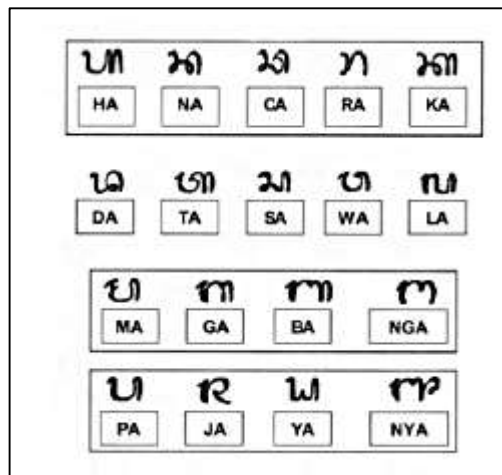 ᬳ ᬦ ᬘ ᬭ ᬓ
HA NA CA RA KA
ᬤ ᬢ ᬲ ᬯ ᬮ
DA TA SA WA LA
ᬫ ᬕ ᬩ ᬗ
MA GA BA NGA
ᬧ ᬚ ᬬ ᬜ
PA JA YA NYA